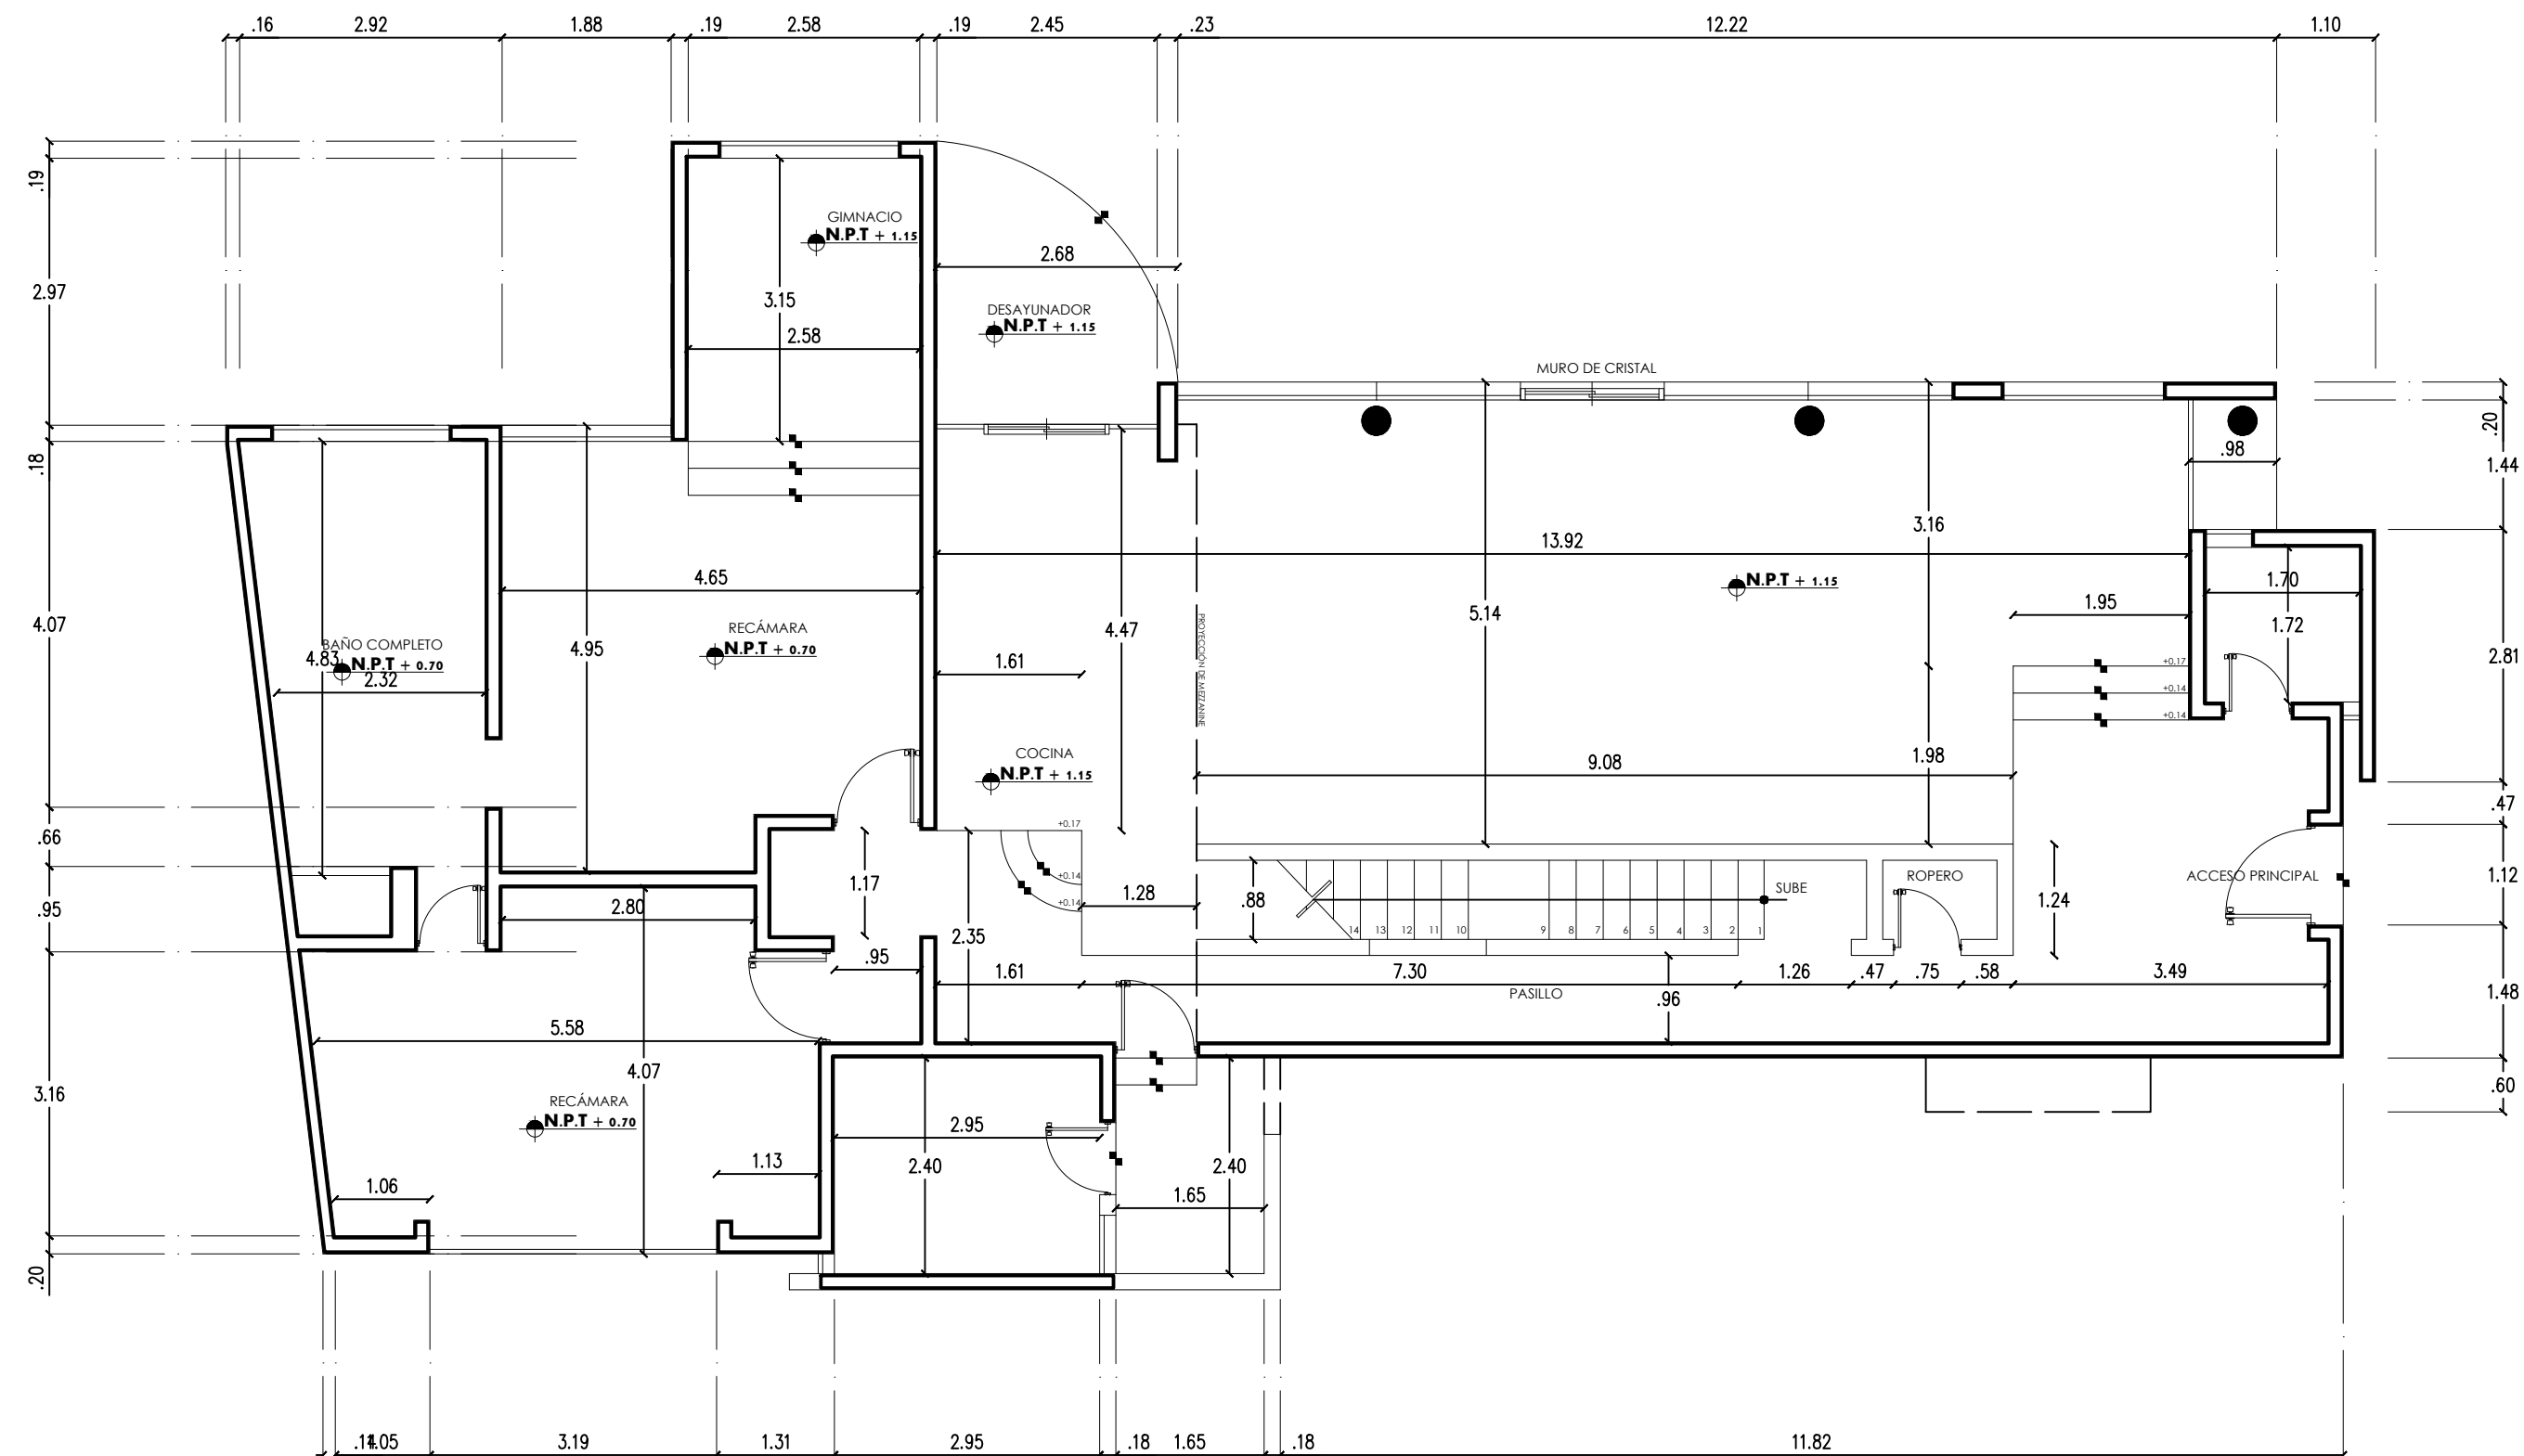 .16 2.92 1.88 .19 2.58 .19 2.45 .23 12.22 1.10
.19
2.97
.18
4.07
.66
.95
3.16
.20
GIMNACIO
N.P.T + 1.15
3.15
2.58
2.68
DESAYUNADOR
N.P.T + 1.15
MURO DE CRISTAL
.20
1.44
2.81
.47
1.12
1.48
.60
.98
3.16
13.92
N.P.T + 1.15
5.14
1.95
1.70
1.72
4.65
4.95
RECÁMARA
N.P.T + 0.70
BAÑO COMPLETO
4.83
N.P.T + 0.70
2.32
4.47
1.61
PROYECCIÓN DE MEZZANINE
COCINA
N.P.T + 1.15
9.08
1.98
+0.17
+0.14
+0.14
+0.17
+0.14
+0.14
1.17
1.28
.88
14 13 12 11 10 9 8 7 6 5 4 3 2 1
SUBE
ROPERO
1.24
ACCESO PRINCIPAL
2.80
2.35
.95
1.61 7.30 1.26 .47 .75 .58 3.49
PASILLO
.96
5.58
4.07
RECÁMARA
N.P.T + 0.70
1.13
1.06
2.95
2.40
2.40
1.65
.11 1.05 3.19 1.31 2.95 .18 1.65 .18 11.82